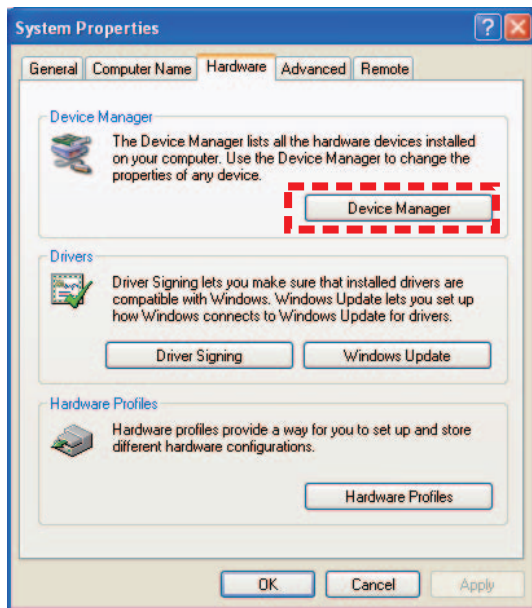 System Properties
General Computer Name Hardware Advanced Remote
Device Manager
The Device Manager lists all the hardware devices installed
on your computer. Use the Device Manager to change the
properties of any device.
Device Manager
Drivers
Driver Signing lets you make sure that installed drivers are
compatible with Windows. Windows Update lets you set up
how Windows connects to Windows Update for drivers.
Driver Signing Windows Update
Hardware Profiles
Hardware profiles provide a way for you to set up and store
different hardware configurations.
Hardware Profiles
OK Cancel Apply